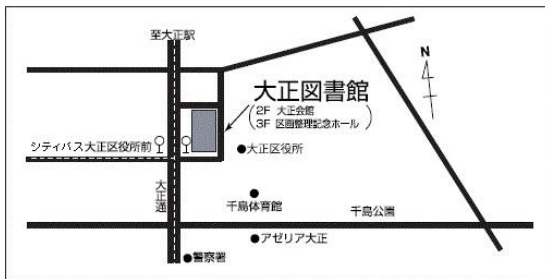 至大正駅
N
大正図書館
(2F 大正会館
3F 区画整理記念ホール)
シティバス大正区役所前
●大正区役所
大正通
千島体育館
千島公園
●アゼリア大正
●警察署